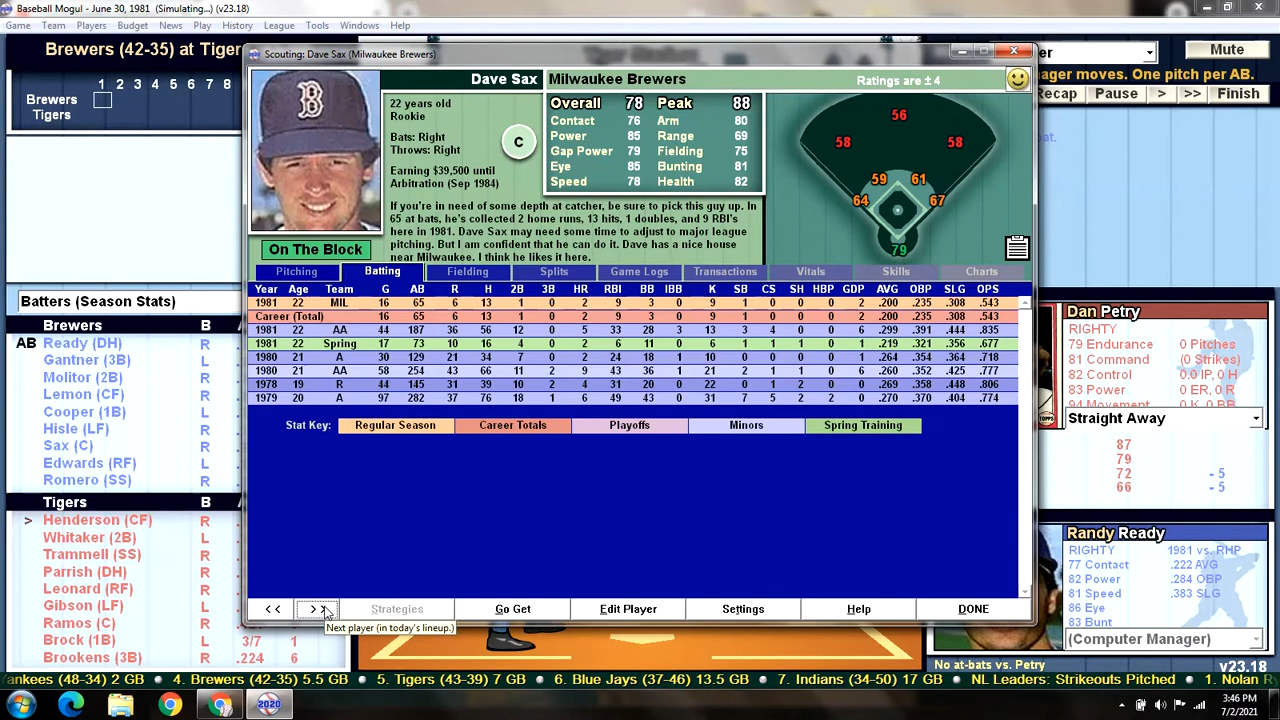 Baseball Mogul - June 30, 1981 (Simulating...) (v23.18)
Game Team Players Budget News Play History League Tools Windows Help
Brewers (42-35) at Tigers
1 2 3 4 5 6 7 8
Brewers
Tigers
Mute
anager moves. One pitch per AB.
Recap Pause > >> Finish
Scouting: Dave Sax (Milwaukee Brewers)
B
Dave Sax
Milwaukee Brewers
Ratings are ± 4
22 years old
Rookie
Bats: Right
Throws: Right
Earning $39,500 until
Arbitration (Sep 1984)
C
Overall 78 Peak 88
Contact 76 Arm 80
Power 85 Range 69
Gap Power 79 Fielding 75
Eye 85 Bunting 81
Speed 78 Health 82
56
58 58
59 61
64 67
79
If you're in need of some depth at catcher, be sure to pick this guy up. In
65 at bats, he's collected 2 home runs, 13 hits, 1 doubles, and 9 RBI's
here in 1981. Dave Sax may need some time to adjust to major league
pitching. But I am confident that he can do it. Dave has a nice house
near Milwaukee. I think he likes it here.
On The Block
Pitching Batting Fielding Splits Game Logs Transactions Vitals Skills Charts
Year Age Team G AB R H 2B 3B HR RBI BB IBB K SB CS SH HBP GDP AVG OBP SLG OPS
1981 22 MIL 16 65 6 13 1 0 2 9 3 0 9 1 0 0 0 2 .200 .235 .308 .543
Career (Total) 16 65 6 13 1 0 2 9 3 0 9 1 0 0 0 2 .200 .235 .308 .543
1981 22 AA 44 187 36 56 12 0 5 33 28 3 13 3 4 0 0 4 .299 .391 .444 .835
1981 22 Spring 17 73 10 16 4 0 2 6 11 0 6 1 1 0 0 1 .219 .321 .356 .677
1980 21 A 30 129 21 34 7 0 2 24 18 1 10 0 0 0 0 1 .264 .354 .364 .718
1980 21 AA 58 254 43 66 11 2 9 43 36 1 23 2 2 0 0 6 .260 .352 .425 .777
1978 19 R 44 145 31 39 10 2 4 31 20 0 22 0 1 2 0 0 .269 .358 .448 .806
1979 20 A 97 282 37 76 18 1 6 49 43 0 31 7 5 2 2 0 .270 .370 .404 .774
Stat Key: Regular Season Career Totals Playoffs Minors Spring Training
<< >> Strategies Go Get Edit Player Settings Help DONE
Next player (in today's lineup.)
Batters (Season Stats)
Brewers B
AB Ready (DH) R
Gantner (3B) L
Molitor (2B) R
Lemon (CF) R
Cooper (1B) L
Hisle (LF) R
Sax (C) R
Edwards (RF) L
Romero (SS) R
Tigers B
> Henderson (CF) R
Whitaker (2B) L
Trammell (SS) R
Parrish (DH) R
Leonard (RF) R
Gibson (LF) L
Ramos (C) R
Brock (1B) L 3/7 1
Brookens (3B) R .224 6
Dan Petry
RIGHTY
79 Endurance 0 Pitches
81 Command (0 Strikes)
82 Control 0.0 IP, 0 H
83 Power 0 ER, 0 R
94 Movement 0 K, 0 BB
Straight Away
87
79
72 - 5
66 - 5
Randy Ready
RIGHTY 1981 vs. RHP
77 Contact .222 AVG
82 Power .284 OBP
81 Speed .383 SLG
86 Eye
83 Bunt
(Computer Manager)
No at-bats vs. Petry
v23.18
Yankees (48-34) 2 GB 4. Brewers (42-35) 5.5 GB 5. Tigers (43-39) 7 GB 6. Blue Jays (37-46) 13.5 GB 7. Indians (34-50) 17 GB NL Leaders: Strikeouts Pitched 1. Nolan
2020
3:46 PM
7/2/2021